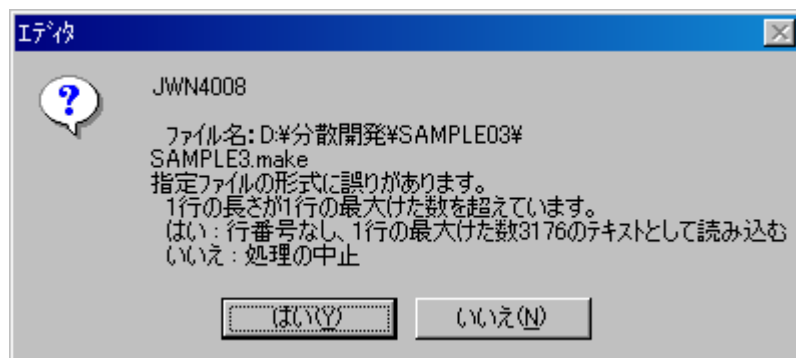 ｴﾃﾞｨﾀ
JWN4008
ﾌｧｲﾙ名：D:¥分散開発¥SAMPLE03¥
SAMPLE3.make
指定ファイルの形式に誤りがあります。
1行の長さが1行の最大けた数を超えています。
はい：行番号なし、1行の最大けた数3176のテキストとして読み込む
いいえ：処理の中止
はい(Y)
いいえ(N)